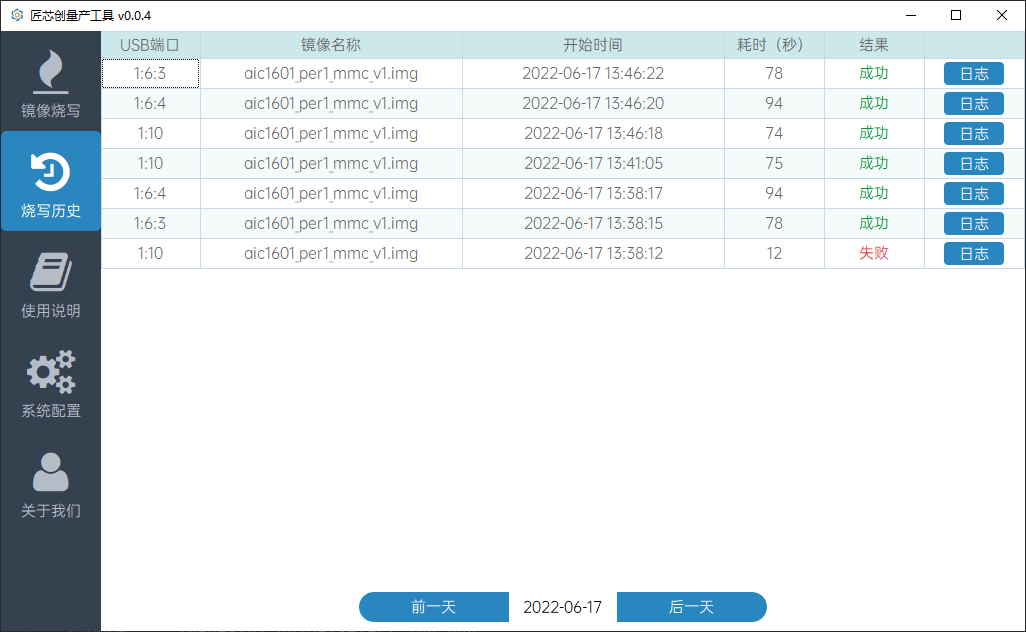 匠芯创量产工具 v0.0.4
镜像烧写
烧写历史
使用说明
系统配置
关于我们
USB端口 镜像名称 开始时间 耗时（秒） 结果
1:6:3 aic1601_per1_mmc_v1.img 2022-06-17 13:46:22 78 成功 日志
1:6:4 aic1601_per1_mmc_v1.img 2022-06-17 13:46:20 94 成功 日志
1:10 aic1601_per1_mmc_v1.img 2022-06-17 13:46:18 74 成功 日志
1:10 aic1601_per1_mmc_v1.img 2022-06-17 13:41:05 75 成功 日志
1:6:4 aic1601_per1_mmc_v1.img 2022-06-17 13:38:17 94 成功 日志
1:6:3 aic1601_per1_mmc_v1.img 2022-06-17 13:38:15 78 成功 日志
1:10 aic1601_per1_mmc_v1.img 2022-06-17 13:38:12 12 失败 日志
前一天 2022-06-17 后一天